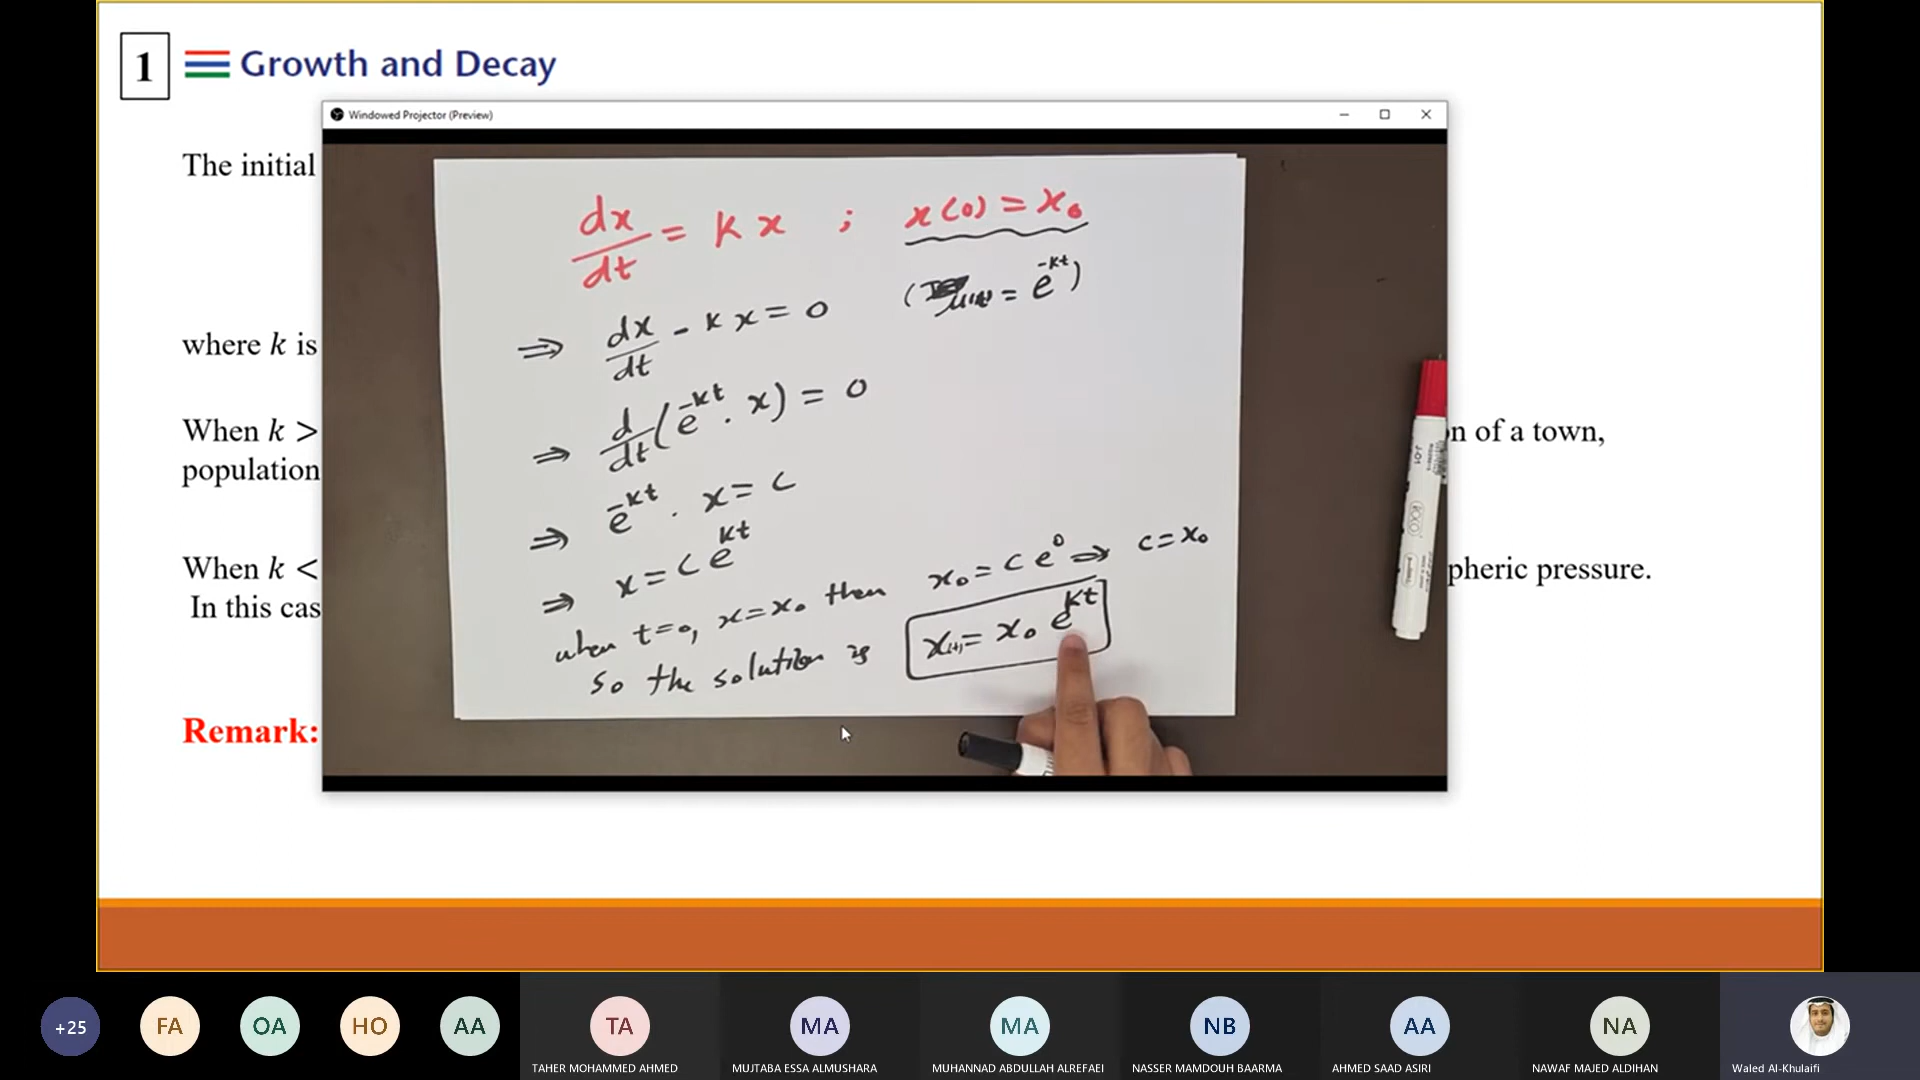 1 Growth and Decay
Windowed Projector (Preview)
The initial
dx/dt = kx ; x(0) = x₀
(μ(t) = e^-kt)
⇒ dx/dt - kx = 0
where k is
⇒ d/dt (e^-kt · x) = 0
When k > n of a town,
population
⇒ e^-kt · x = c
⇒ x = c e^kt
When k < pheric pressure.
In this cas
when t=0, x=x₀ then x₀ = c e⁰ ⇒ c = x₀
so the solution is x(t) = x₀ e^kt
Remark:
+25 FA OA HO AA TA MA MA NB AA NA
TAHER MOHAMMED AHMED
MUJTABA ESSA ALMUSHARA
MUHANNAD ABDULLAH ALREFAEI
NASSER MAMDOUH BAARMA
AHMED SAAD ASIRI
NAWAF MAJED ALDIHAN
Waled Al-Khulaifi